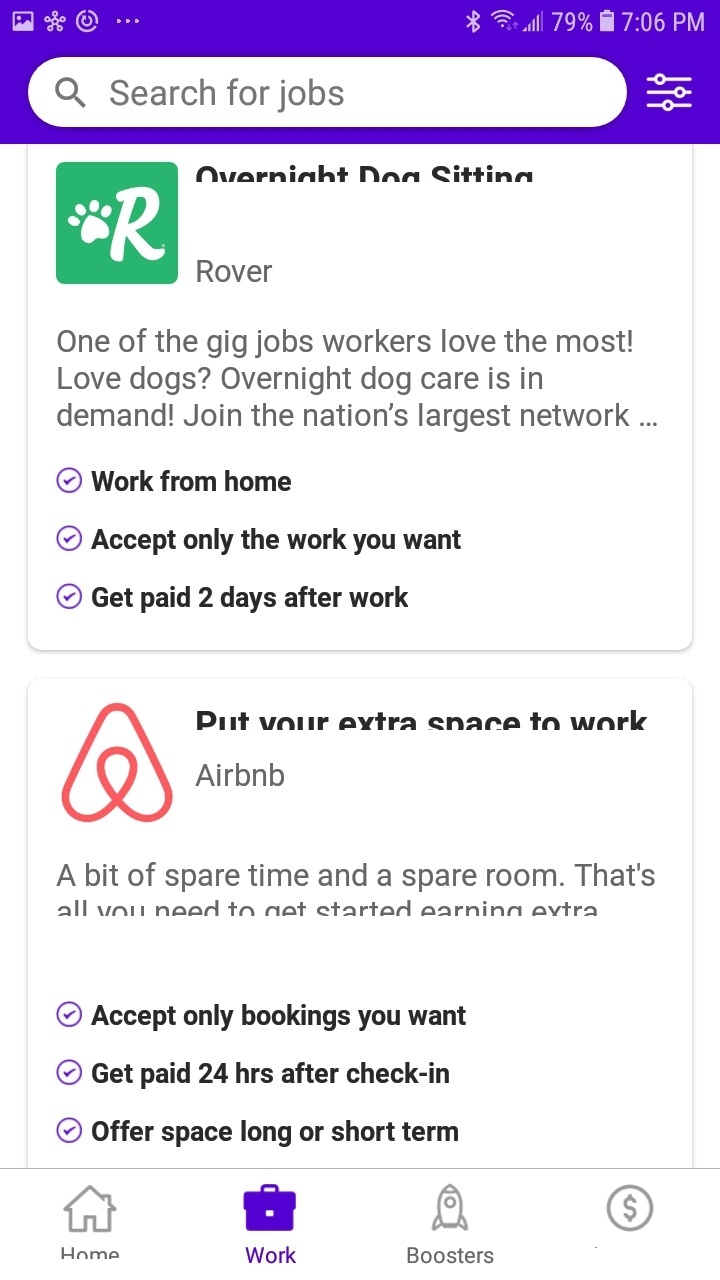 79% 7:06 PM
Search for jobs
Overnight Dog Sitting
R
Rover
One of the gig jobs workers love the most!
Love dogs? Overnight dog care is in
demand! Join the nation’s largest network ...
Work from home
Accept only the work you want
Get paid 2 days after work
Put your extra space to work
Airbnb
A bit of spare time and a spare room. That's
all you need to get started earning extra
Accept only bookings you want
Get paid 24 hrs after check-in
Offer space long or short term
Home Work Boosters